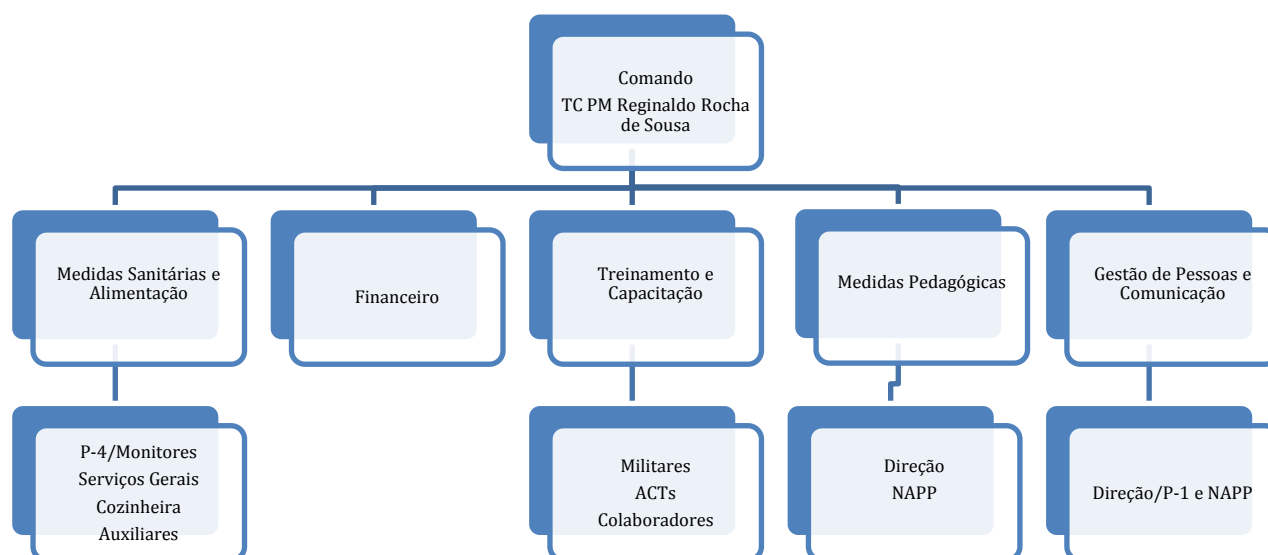 Comando
TC PM Reginaldo Rocha
de Sousa
Medidas Sanitárias e
Alimentação
Financeiro
Treinamento e
Capacitação
Medidas Pedagógicas
Gestão de Pessoas e
Comunicação
P-4/Monitores
Serviços Gerais
Cozinheira
Auxiliares
Militares
ACTs
Colaboradores
Direção
NAPP
Direção/P-1 e NAPP